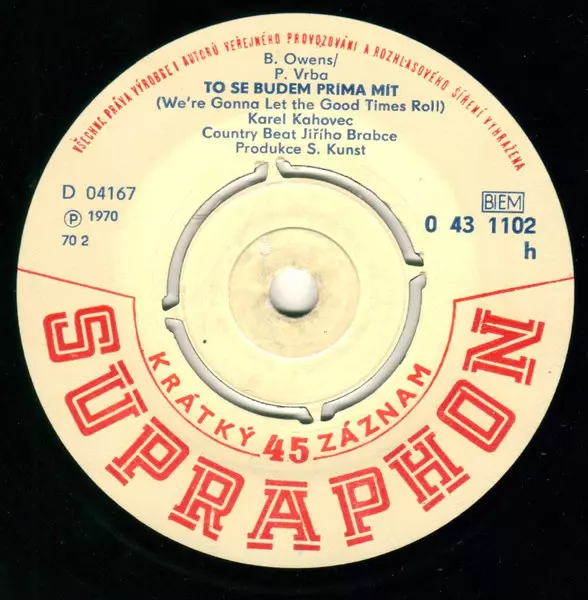 VŠECHNA PRÁVA VÝROBCE I AUTORŮ VEŘEJNÉHO PROVOZOVÁNÍ A ROZHLASOVÉHO ŠÍŘENÍ VYHRAŽENA
B. Owens/
P. Vrba
TO SE BUDEM PRIMA MÍT
(We're Gonna Let the Good Times Roll)
Karel Kahovec
Country Beat Jiřího Brabce
Produkce S. Kunst
D 04167
Ⓟ 1970
70 2
BIEM
0 43 1102
h
KRÁTKÝ 45 ZÁZNAM
SUPRAPHON